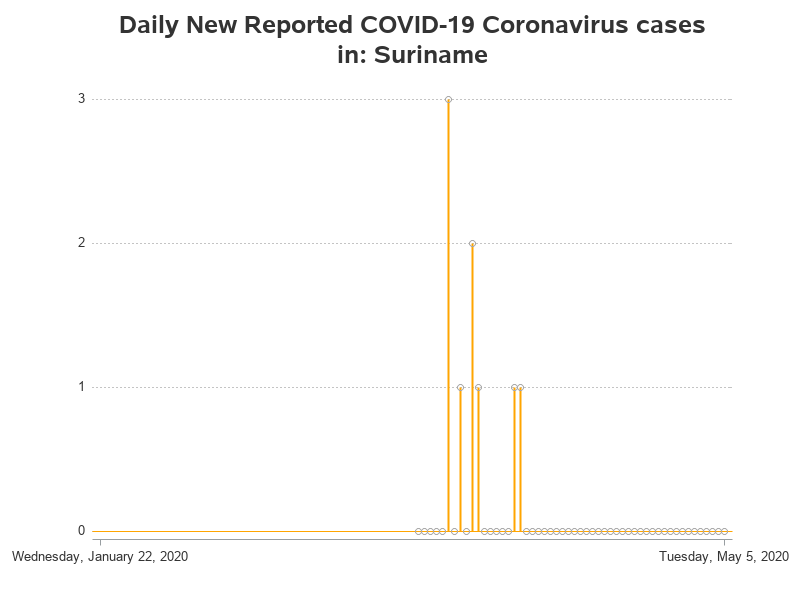 Daily New Reported COVID-19 Coronavirus cases
in: Suriname
3
2
1
0
Wednesday, January 22, 2020
Tuesday, May 5, 2020